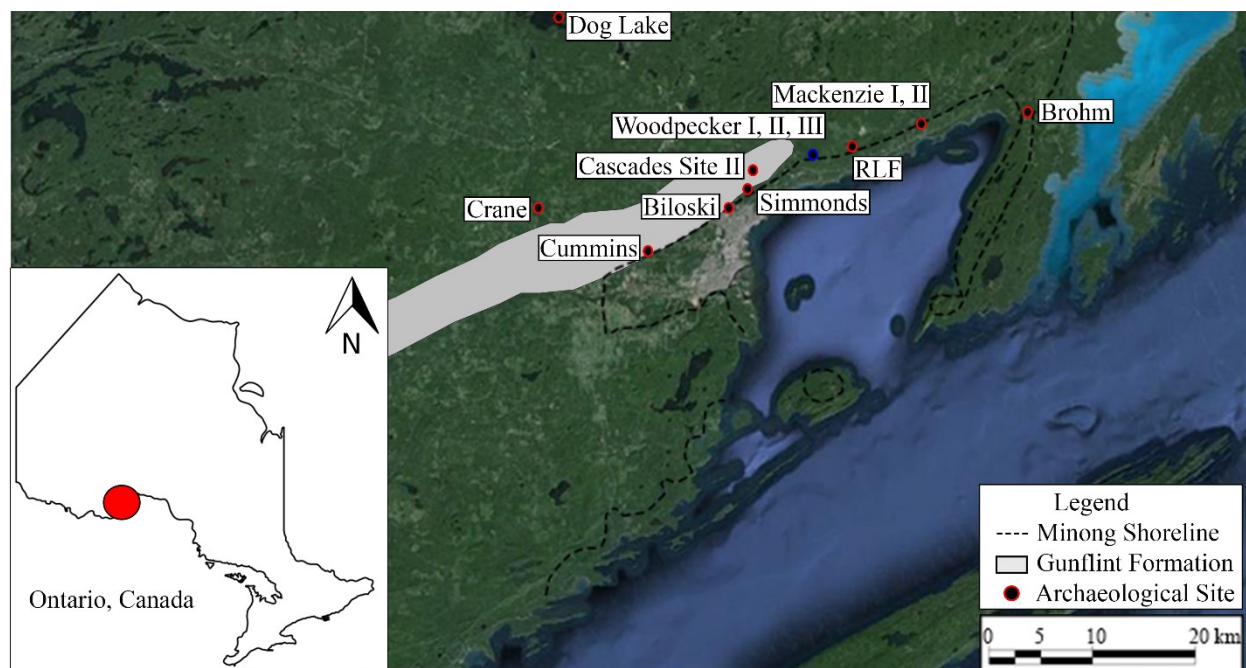 Dog Lake
Mackenzie I, II
Brohm
Woodpecker I, II, III
Cascades Site II
RLF
Crane
Biloski
Simmonds
Cummins
N
Ontario, Canada
Legend
Minong Shoreline
Gunflint Formation
Archaeological Site
0 5 10 20 km